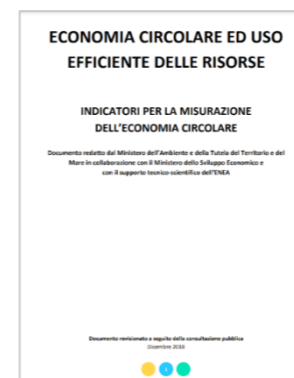 ECONOMIA CIRCOLARE ED USO
EFFICIENTE DELLE RISORSE
INDICATORI PER LA MISURAZIONE
DELL'ECONOMIA CIRCOLARE
Documento redatto dal Ministero dell'Ambiente e della Tutela del Territorio e del
Mare in collaborazione con il Ministero dello Sviluppo Economico e
con il supporto tecnico-scientifico dell'ENEA
Documento revisionato a seguito della consultazione pubblica
Dicembre 2018